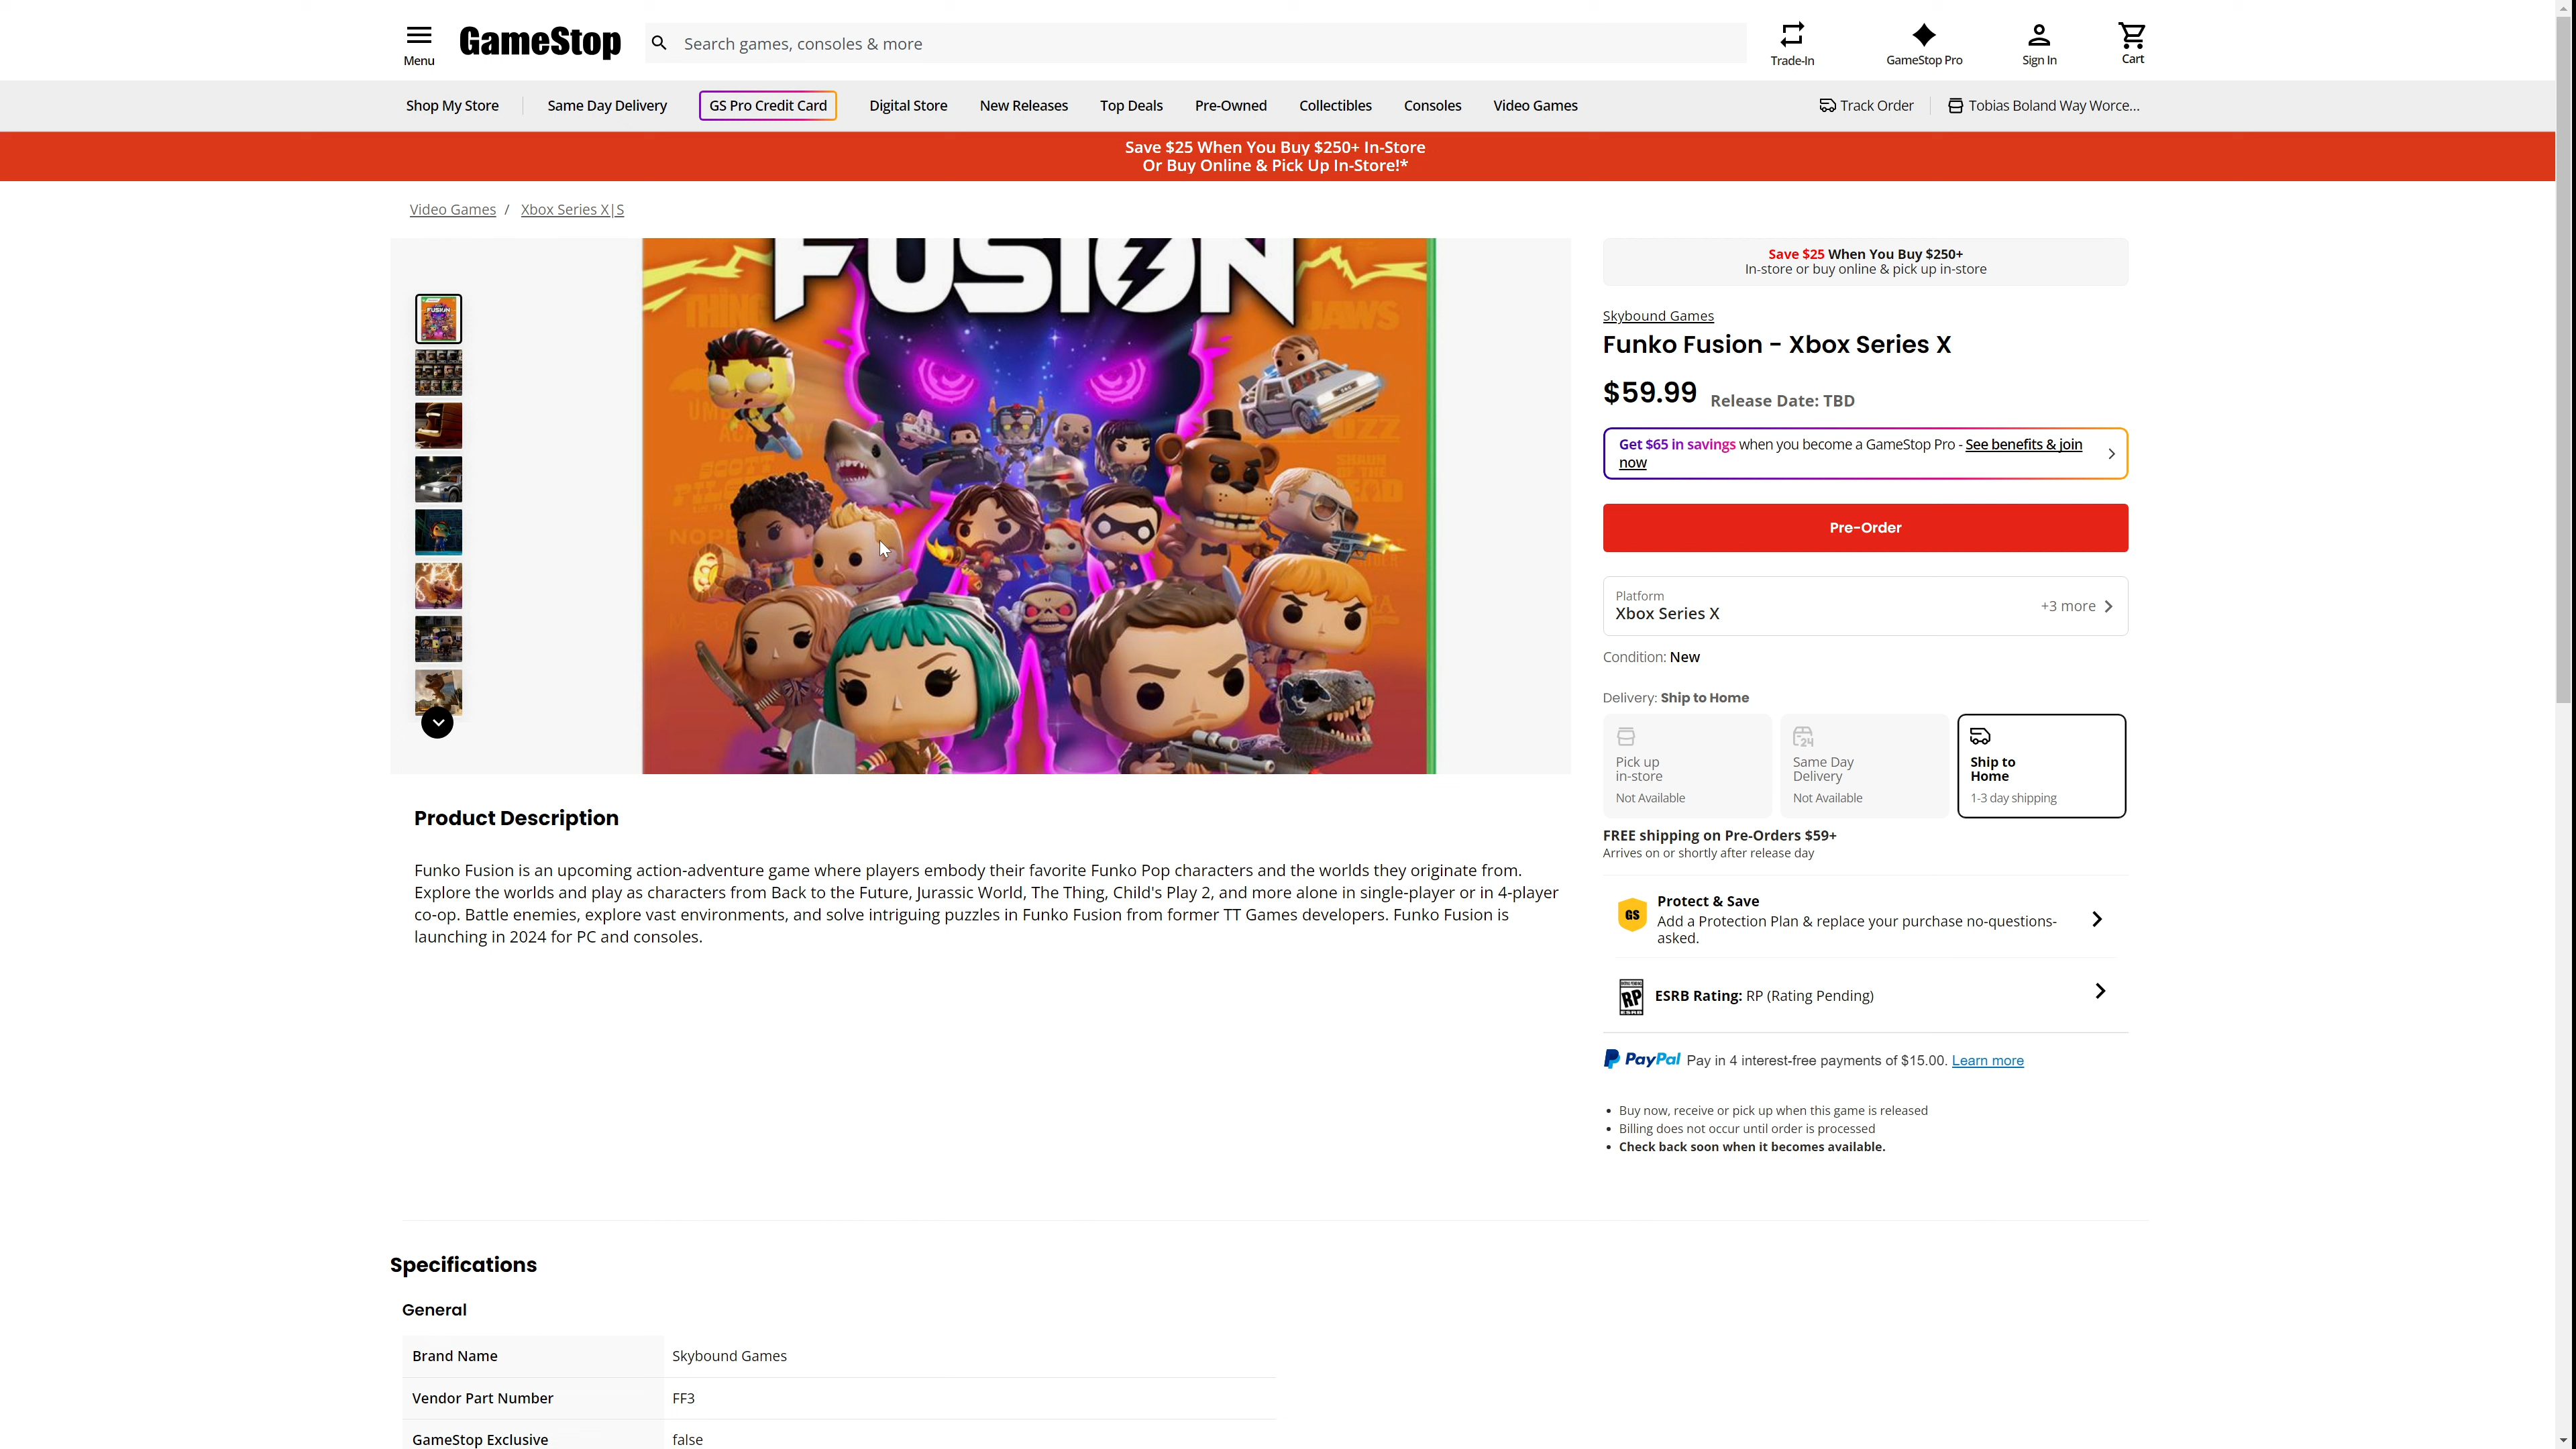 Menu
GameStop
Search games, consoles & more
Trade-In
GameStop Pro
Sign In
Cart
Shop My Store
Same Day Delivery
GS Pro Credit Card
Digital Store
New Releases
Top Deals
Pre-Owned
Collectibles
Consoles
Video Games
Track Order
Tobias Boland Way Worce...
Save $25 When You Buy $250+ In-Store
Or Buy Online & Pick Up In-Store!*
Video Games / Xbox Series X|S
FUSION
THING
JAWS
Save $25 When You Buy $250+
In-store or buy online & pick up in-store
Skybound Games
Funko Fusion - Xbox Series X
$59.99 Release Date: TBD
Get $65 in savings when you become a GameStop Pro - See benefits & join
now
Pre-Order
Platform
Xbox Series X
+3 more
Condition: New
Delivery: Ship to Home
Pick up
in-store
Not Available
24
Same Day
Delivery
Not Available
Ship to
Home
1-3 day shipping
FREE shipping on Pre-Orders $59+
Arrives on or shortly after release day
GS
Protect & Save
Add a Protection Plan & replace your purchase no-questions-
asked.
RP
ESRB
ESRB Rating: RP (Rating Pending)
PayPal Pay in 4 interest-free payments of $15.00. Learn more
Buy now, receive or pick up when this game is released
Billing does not occur until order is processed
Check back soon when it becomes available.
Product Description
Funko Fusion is an upcoming action-adventure game where players embody their favorite Funko Pop characters and the worlds they originate from.
Explore the worlds and play as characters from Back to the Future, Jurassic World, The Thing, Child's Play 2, and more alone in single-player or in 4-player
co-op. Battle enemies, explore vast environments, and solve intriguing puzzles in Funko Fusion from former TT Games developers. Funko Fusion is
launching in 2024 for PC and consoles.
Specifications
General
Brand Name Skybound Games
Vendor Part Number FF3
GameStop Exclusive false